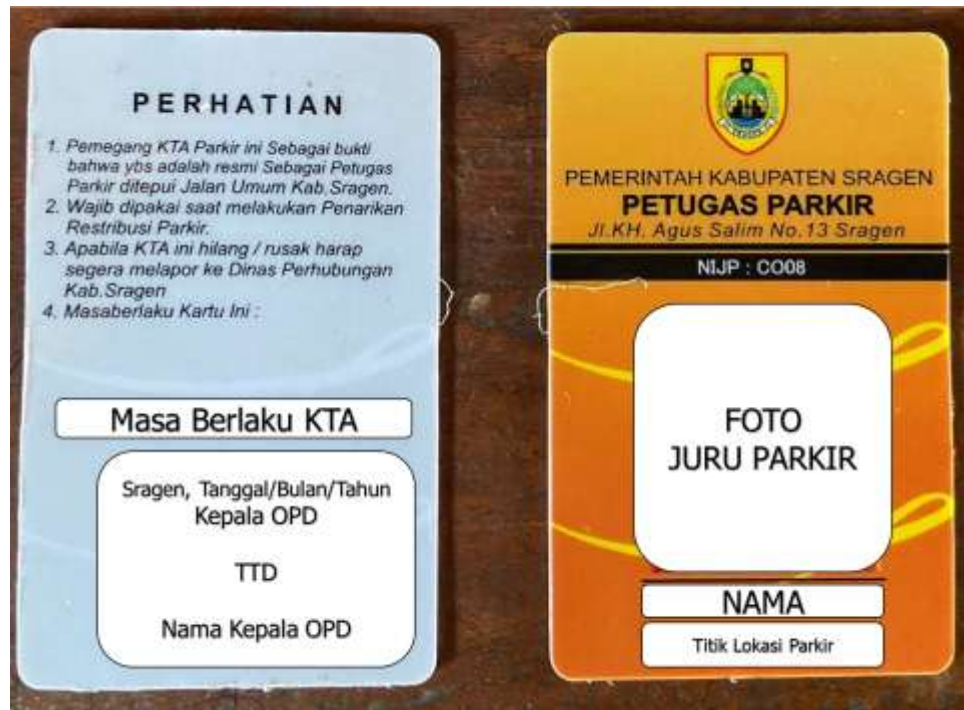 PERHATIAN
1. Pemegang KTA Parkir ini Sebagai bukti
bahwa ybs adalah resmi Sebagai Petugas
Parkir ditepui Jalan Umum Kab,Sragen.
2. Wajib dipakai saat melakukan Penarikan
Restribusi Parkir.
3. Apabila KTA ini hilang / rusak harap
segera melapor ke Dinas Perhubungan
Kab.Sragen
4. Masaberlaku Kartu Ini :
Masa Berlaku KTA
Sragen, Tanggal/Bulan/Tahun
Kepala OPD
TTD
Nama Kepala OPD
PEMERINTAH KABUPATEN SRAGEN
PETUGAS PARKIR
Jl.KH. Agus Salim No.13 Sragen
NIJP : CO08
FOTO
JURU PARKIR
NAMA
Titik Lokasi Parkir